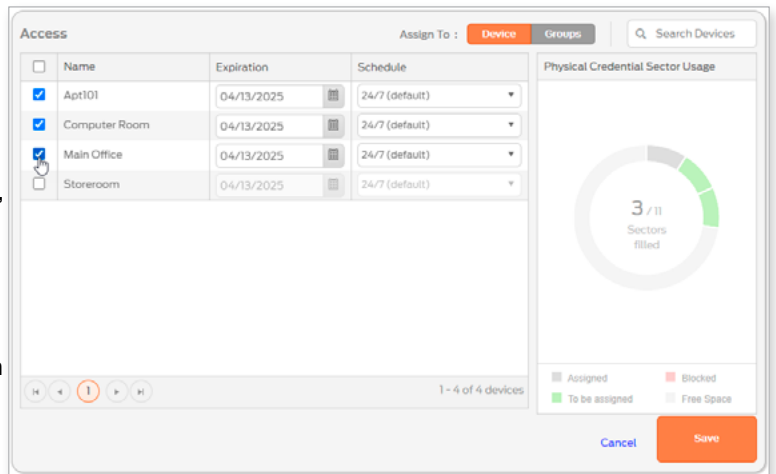 Access Assign To : Device Groups Search Devices
Name Expiration Schedule Physical Credential Sector Usage
Apt101 04/13/2025 24/7 (default)
Computer Room 04/13/2025 24/7 (default)
Main Office 04/13/2025 24/7 (default)
Storeroom 04/13/2025 24/7 (default)
3 / 11
Sectors
filled
1 1 - 4 of 4 devices
Assigned Blocked
To be assigned Free Space
Cancel Save